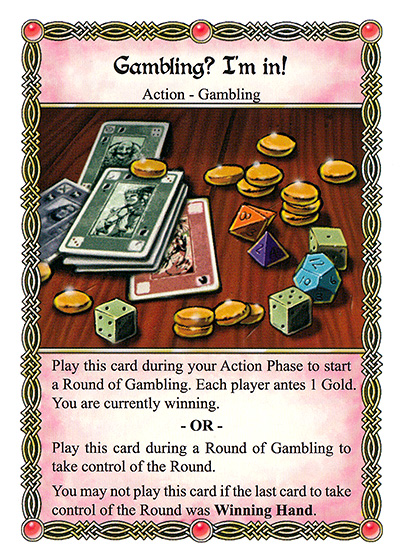 Gambling? I'm in!
Action - Gambling
Play this card during your Action Phase to start
a Round of Gambling. Each player antes 1 Gold.
You are currently winning.
- OR -
Play this card during a Round of Gambling to
take control of the Round.
You may not play this card if the last card to take
control of the Round was Winning Hand.